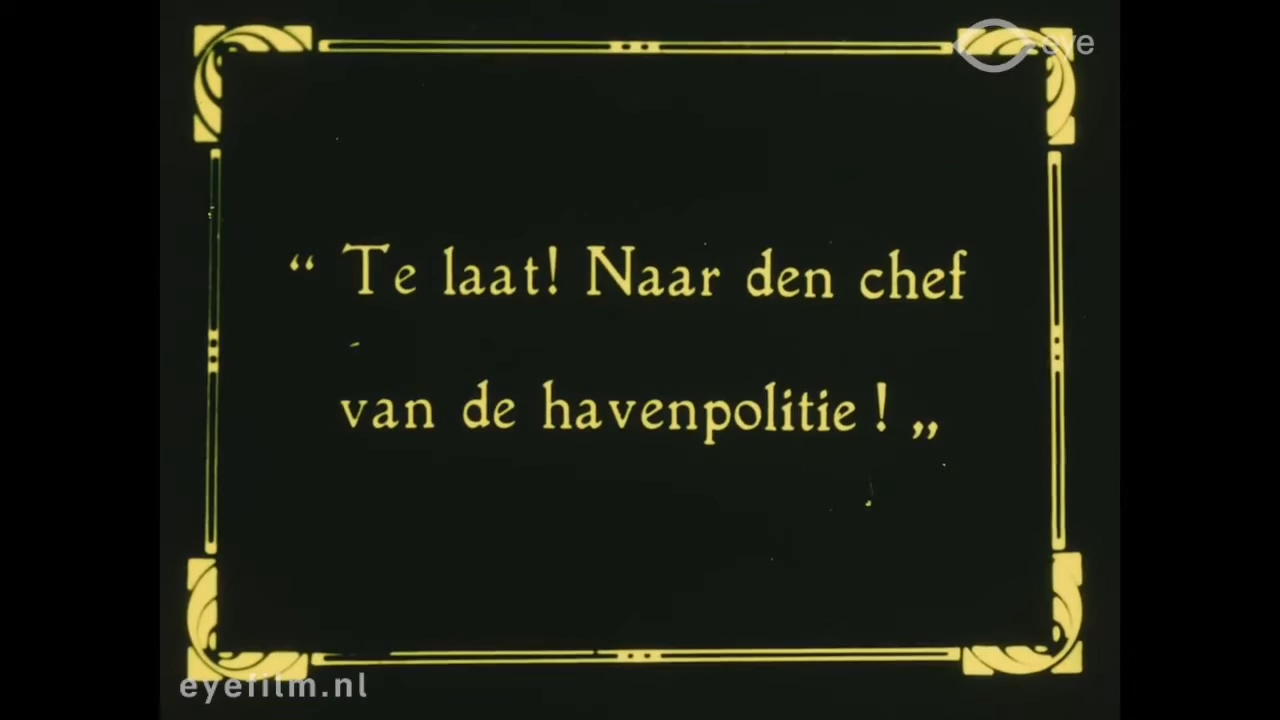 eye
“ Te laat! Naar den chef
van de havenpolitie ! „
eyefilm.nl